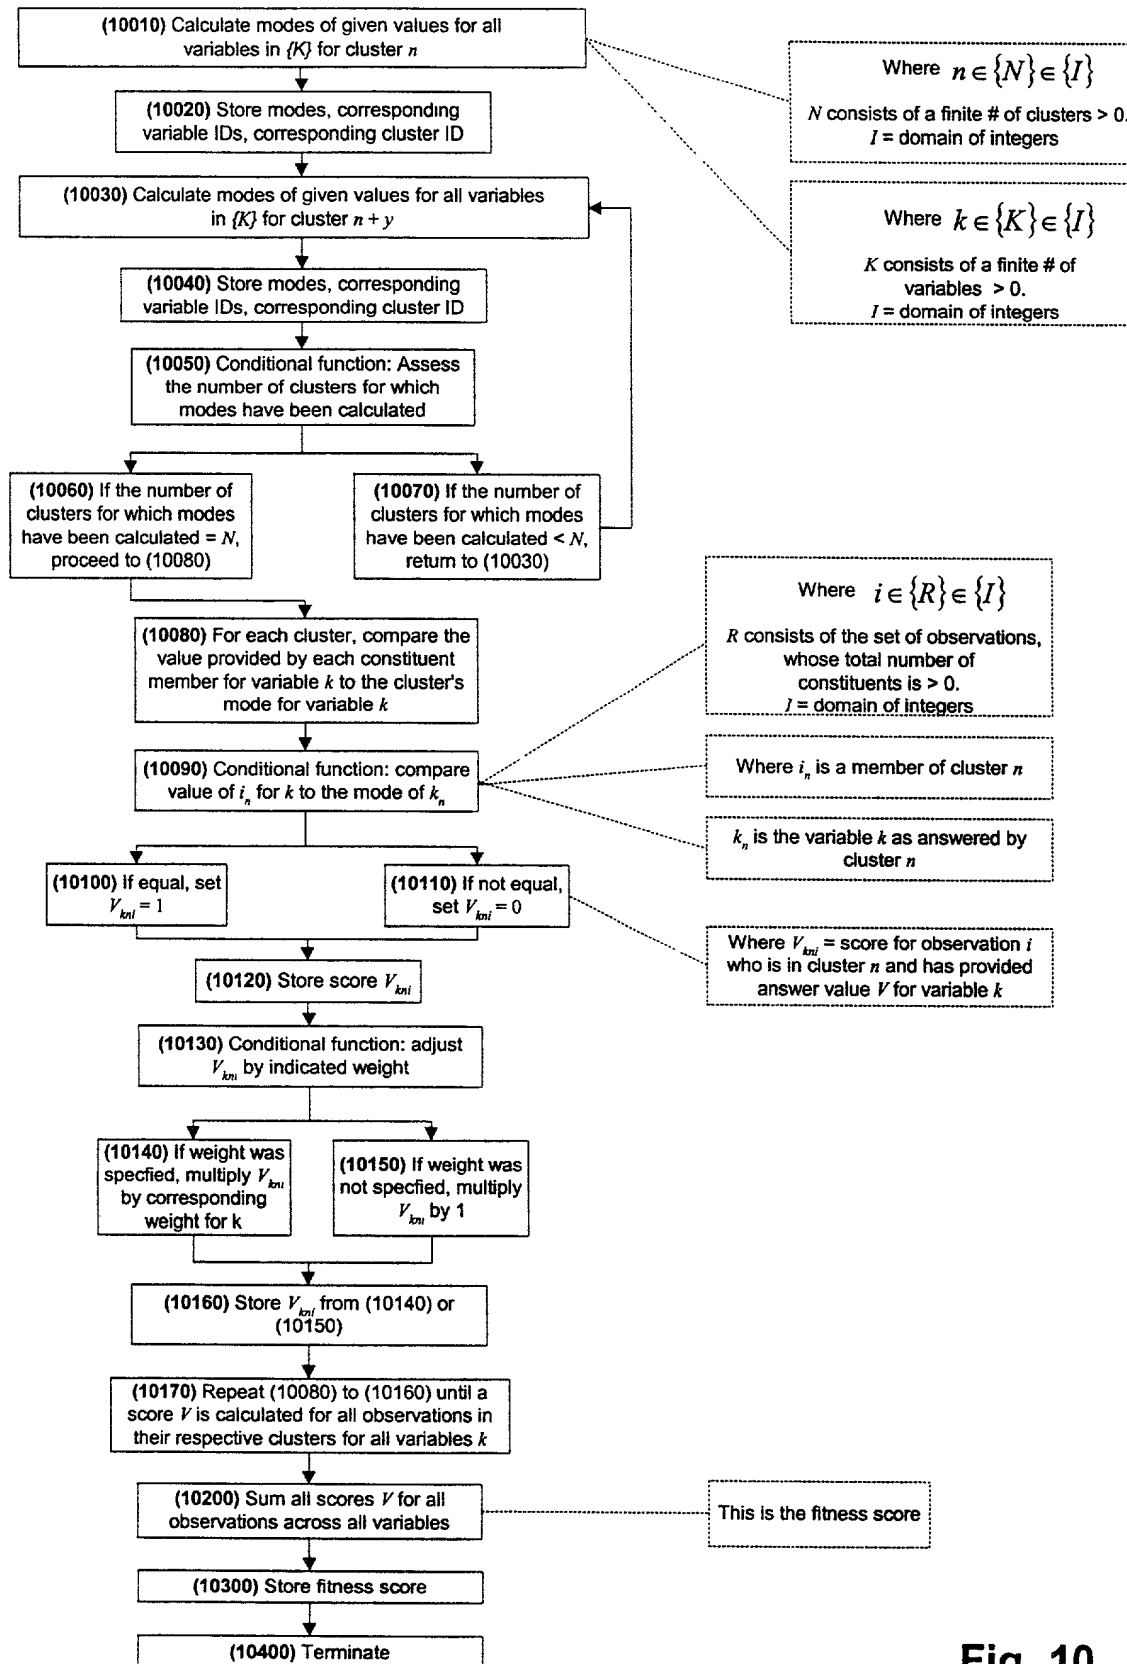 (10010) Calculate modes of given values for all
variables in {K} for cluster n
Where n ∈ {N} ∈ {I}
N consists of a finite # of clusters > 0.
I = domain of integers
(10020) Store modes, corresponding
variable IDs, corresponding cluster ID
(10030) Calculate modes of given values for all variables
in {K} for cluster n + y
Where k ∈ {K} ∈ {I}
K consists of a finite # of
variables > 0.
I = domain of integers
(10040) Store modes, corresponding
variable IDs, corresponding cluster ID
(10050) Conditional function: Assess
the number of clusters for which
modes have been calculated
(10060) If the number of
clusters for which modes
have been calculated = N,
proceed to (10080)
(10070) If the number of
clusters for which modes
have been calculated < N,
return to (10030)
Where i ∈ {R} ∈ {I}
R consists of the set of observations,
whose total number of
constituents is > 0.
I = domain of integers
(10080) For each cluster, compare the
value provided by each constituent
member for variable k to the cluster's
mode for variable k
(10090) Conditional function: compare
value of i_n for k to the mode of k_n
Where i_n is a member of cluster n
k_n is the variable k as answered by
cluster n
(10100) If equal, set
V_kni = 1
(10110) If not equal,
set V_kni = 0
Where V_kni = score for observation i
who is in cluster n and has provided
answer value V for variable k
(10120) Store score V_kni
(10130) Conditional function: adjust
V_kni by indicated weight
(10140) If weight was
specfied, multiply V_kni
by corresponding
weight for k
(10150) If weight was
not specfied, multiply
V_kni by 1
(10160) Store V_kni from (10140) or
(10150)
(10170) Repeat (10080) to (10160) until a
score V is calculated for all observations in
their respective clusters for all variables k
(10200) Sum all scores V for all
observations across all variables
This is the fitness score
(10300) Store fitness score
(10400) Terminate
Fig. 10